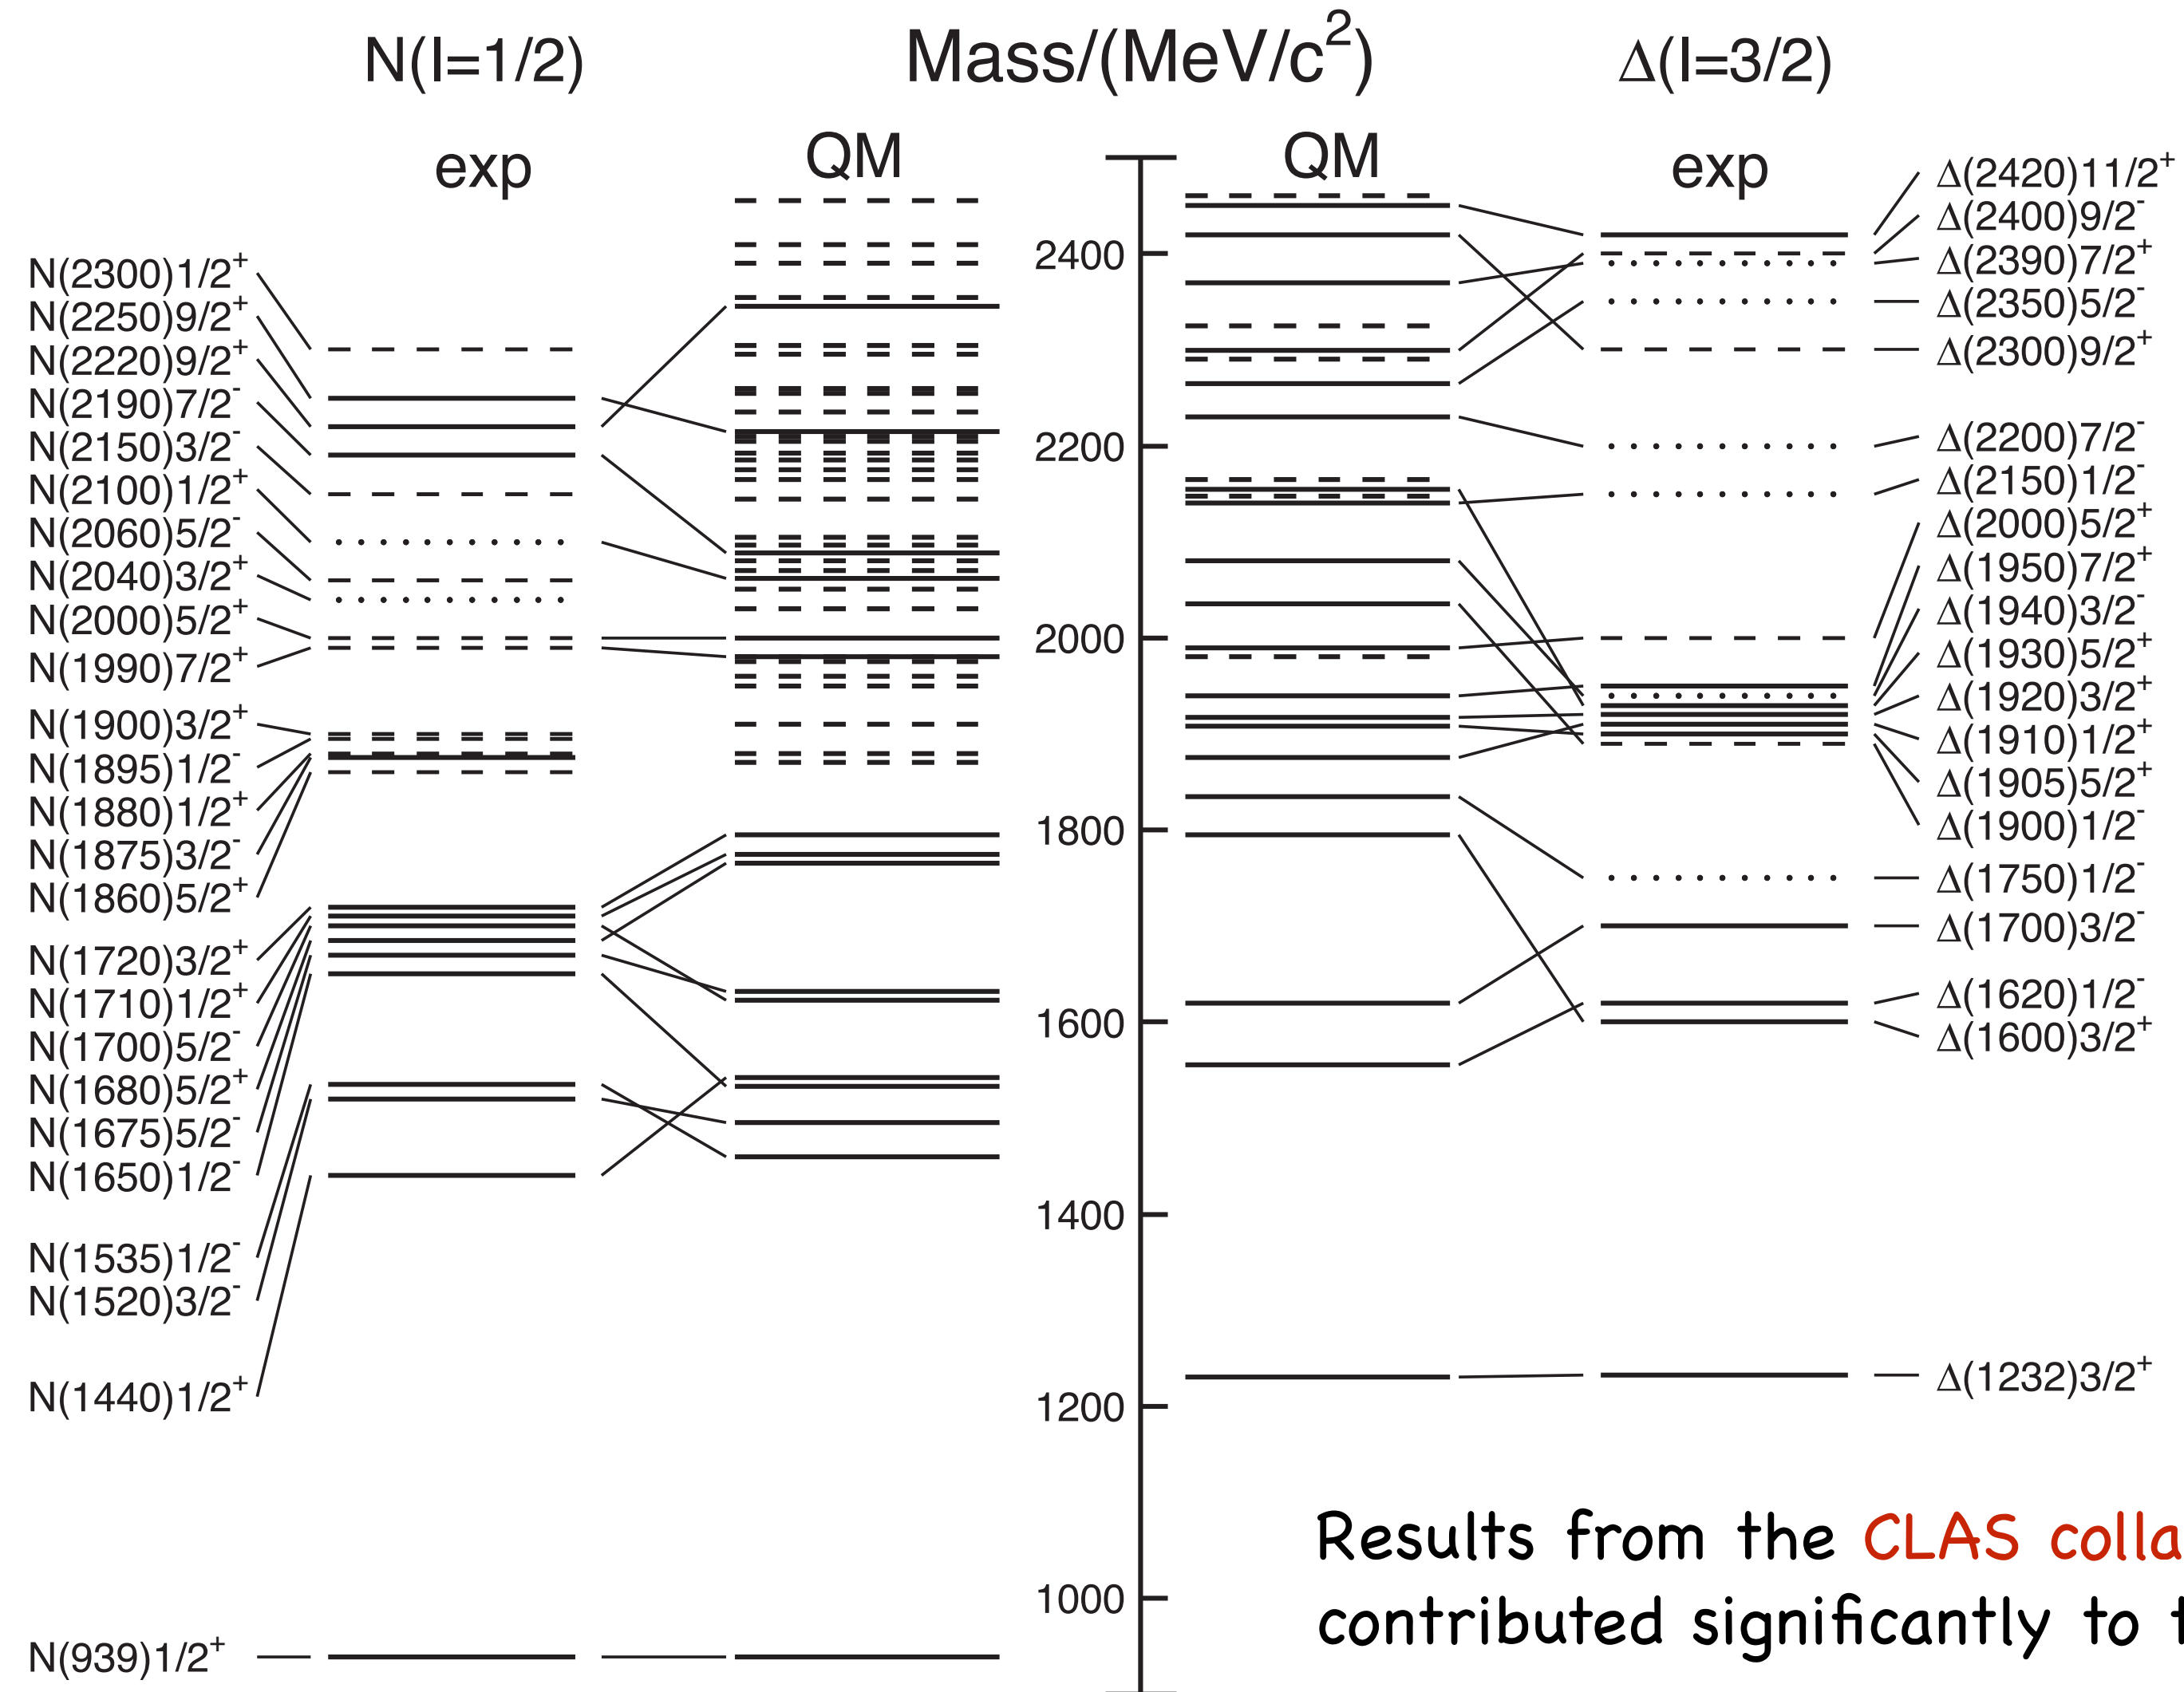 N(I=1/2) Mass/(MeV/c²) Δ(I=3/2)
exp QM QM exp
N(2300)1/2⁺
N(2250)9/2⁺
N(2220)9/2⁺
N(2190)7/2⁻
N(2150)3/2⁻
N(2100)1/2⁺
N(2060)5/2⁻
N(2040)3/2⁺
N(2000)5/2⁺
N(1990)7/2⁺
N(1900)3/2⁺
N(1895)1/2⁻
N(1880)1/2⁺
N(1875)3/2⁻
N(1860)5/2⁺
N(1720)3/2⁺
N(1710)1/2⁺
N(1700)5/2⁻
N(1680)5/2⁺
N(1675)5/2⁻
N(1650)1/2⁻
N(1535)1/2⁻
N(1520)3/2⁻
N(1440)1/2⁺
N(939)1/2⁺
2400
2200
2000
1800
1600
1400
1200
1000
Δ(2420)11/2⁺
Δ(2400)9/2⁻
Δ(2390)7/2⁺
Δ(2350)5/2⁻
Δ(2300)9/2⁺
Δ(2200)7/2⁻
Δ(2150)1/2⁻
Δ(2000)5/2⁺
Δ(1950)7/2⁺
Δ(1940)3/2⁻
Δ(1930)5/2⁻
Δ(1920)3/2⁺
Δ(1910)1/2⁺
Δ(1905)5/2⁺
Δ(1900)1/2⁻
Δ(1750)1/2⁻
Δ(1700)3/2⁻
Δ(1620)1/2⁻
Δ(1600)3/2⁺
Δ(1232)3/2⁺
Results from the CLAS colla
contributed significantly to